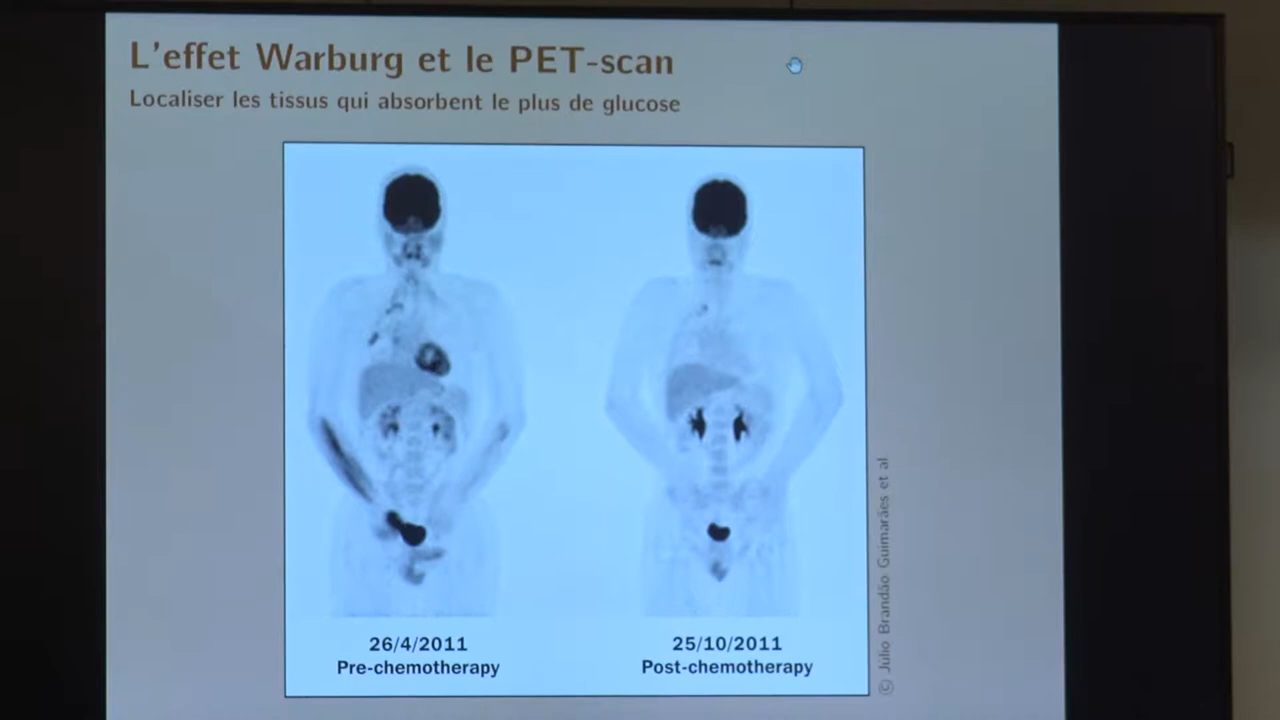 L'effet Warburg et le PET-scan
Localiser les tissus qui absorbent le plus de glucose
26/4/2011
Pre-chemotherapy
25/10/2011
Post-chemotherapy
© Júlio Brandão Guimarães et al